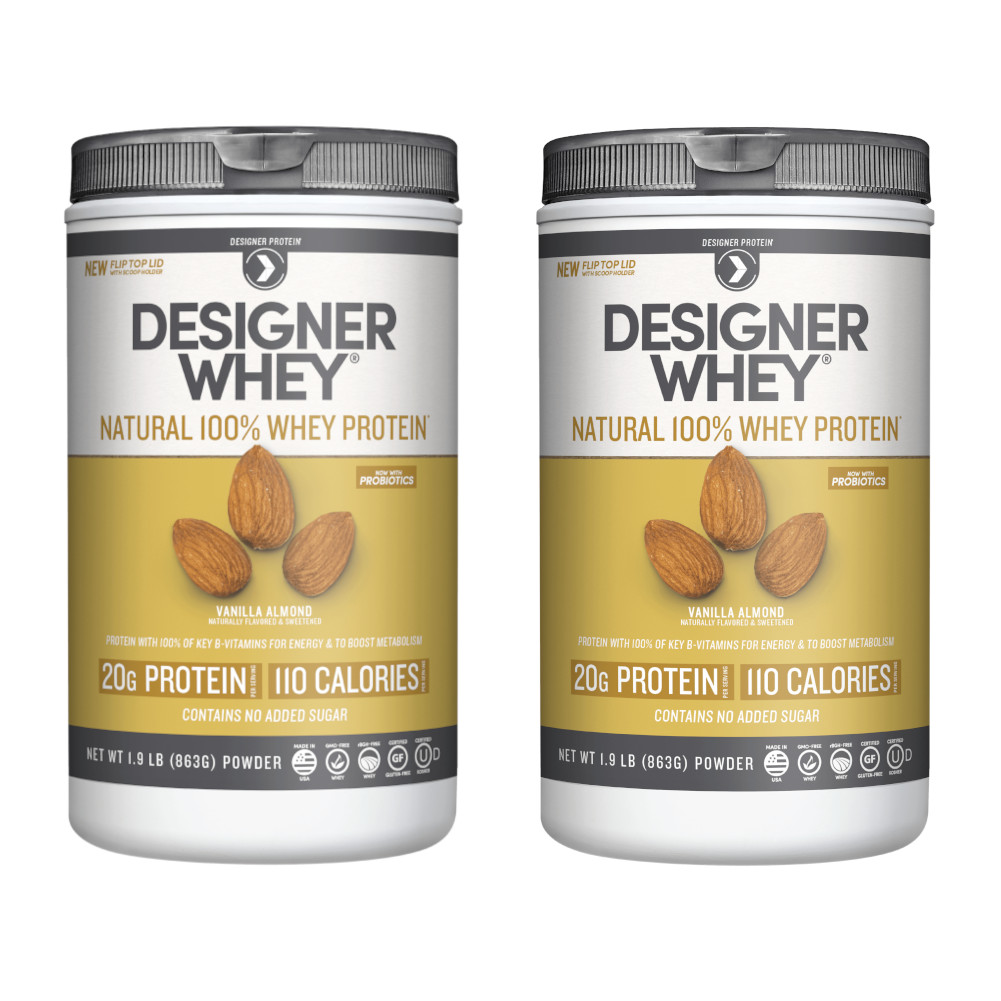 DESIGNER PROTEIN
NEW FLIP TOP LID
WITH SCOOP HOLDER
DESIGNER
WHEY®
NATURAL 100% WHEY PROTEIN*
NOW WITH
PROBIOTICS
VANILLA ALMOND
NATURALLY FLAVORED & SWEETENED
PROTEIN WITH 100% OF KEY B-VITAMINS FOR ENERGY & TO BOOST METABOLISM
20G PROTEIN PER SERVING 110 CALORIES PER SERVING
CONTAINS NO ADDED SUGAR
NET WT 1.9 LB (863G) POWDER
MADE IN USA
GMO-FREE WHEY
rBGH-FREE WHEY
CERTIFIED GF GLUTEN-FREE
CERTIFIED U D KOSHER
DESIGNER PROTEIN
NEW FLIP TOP LID
WITH SCOOP HOLDER
DESIGNER
WHEY®
NATURAL 100% WHEY PROTEIN*
NOW WITH
PROBIOTICS
VANILLA ALMOND
NATURALLY FLAVORED & SWEETENED
PROTEIN WITH 100% OF KEY B-VITAMINS FOR ENERGY & TO BOOST METABOLISM
20G PROTEIN PER SERVING 110 CALORIES PER SERVING
CONTAINS NO ADDED SUGAR
NET WT 1.9 LB (863G) POWDER
MADE IN USA
GMO-FREE WHEY
rBGH-FREE WHEY
CERTIFIED GF GLUTEN-FREE
CERTIFIED U D KOSHER